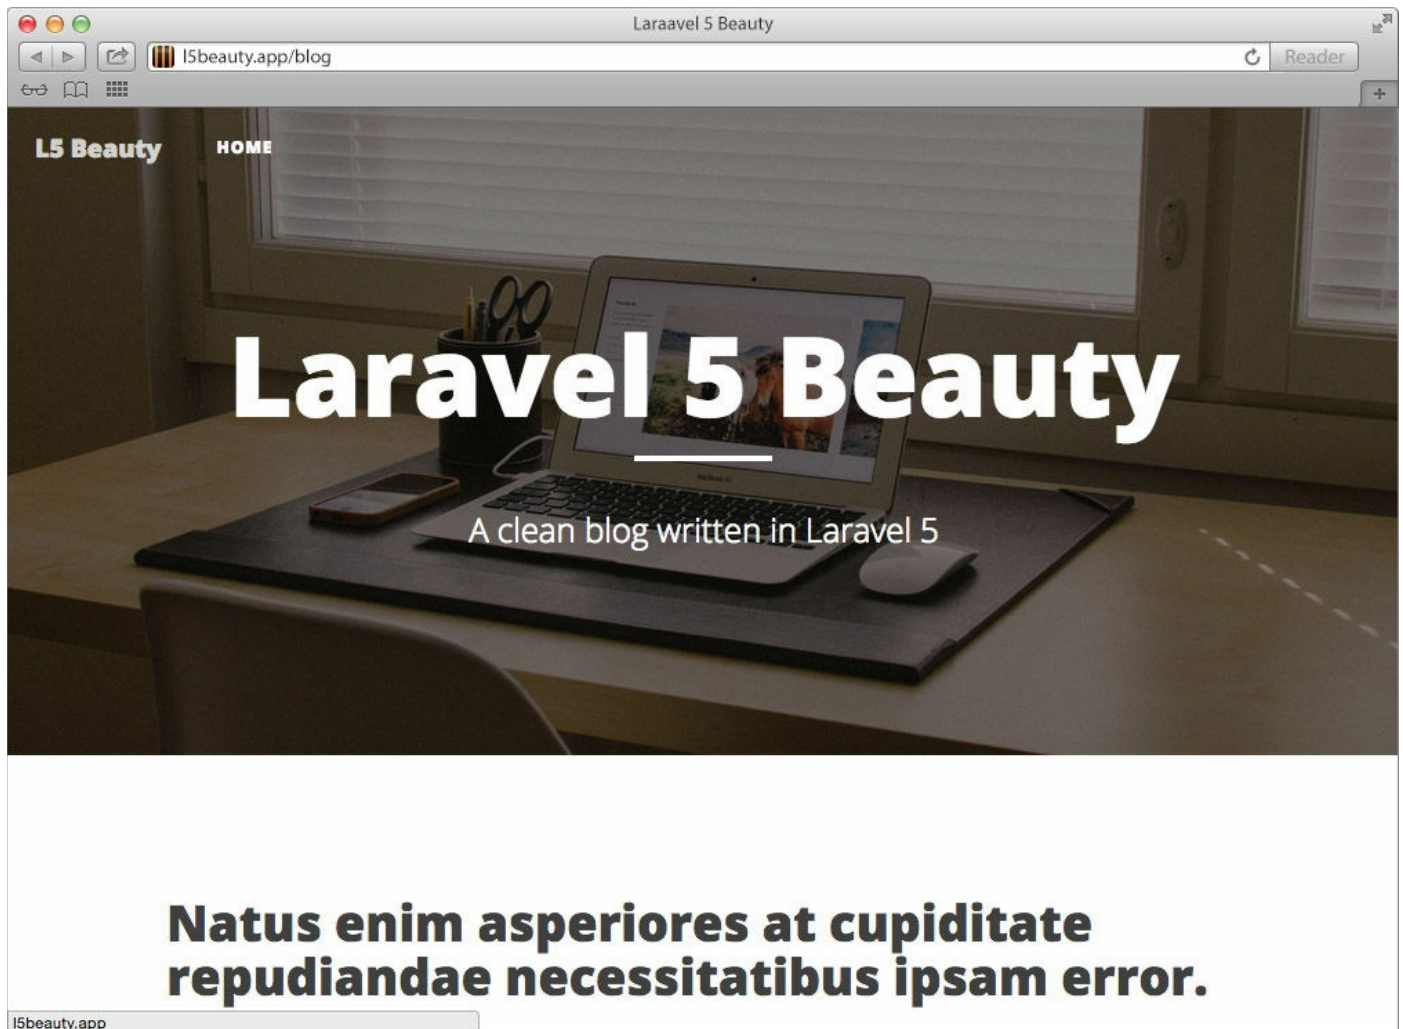 Laraavel 5 Beauty
l5beauty.app/blog
Reader
L5 Beauty
HOME
Laravel 5 Beauty
A clean blog written in Laravel 5
Natus enim asperiores at cupiditate
repudiandae necessitatibus ipsam error.
l5beauty.app